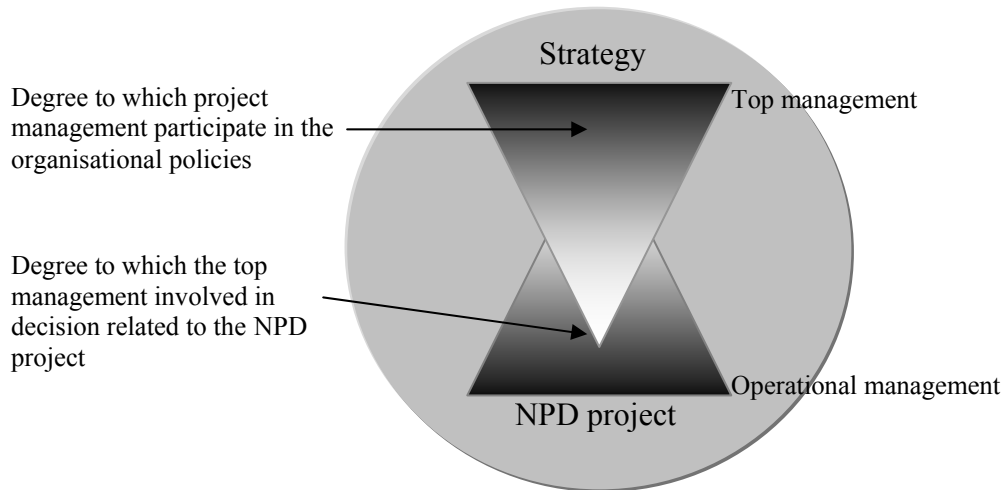 Strategy
Degree to which project
management participate in the
organisational policies
Top management
Degree to which the top
management involved in
decision related to the NPD
project
Operational management
NPD project